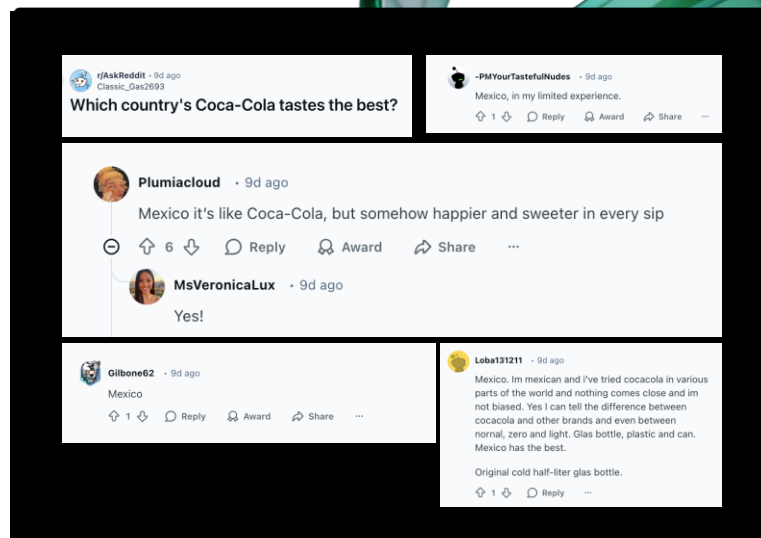 r/AskReddit • 9d ago
Classic_Gas2693
Which country's Coca-Cola tastes the best?
-PMYourTastefulNudes • 9d ago
Mexico, in my limited experience.
1 Reply Award Share ...
Plumiacloud • 9d ago
Mexico it's like Coca-Cola, but somehow happier and sweeter in every sip
6 Reply Award Share ...
MsVeronicaLux • 9d ago
Yes!
Gilbone62 • 9d ago
Mexico
1 Reply Award Share ...
Loba131211 • 9d ago
Mexico. Im mexican and i've tried cocacola in various
parts of the world and nothing comes close and im
not biased. Yes I can tell the difference between
cocacola and other brands and even between
nornal, zero and light. Glas bottle, plastic and can.
Mexico has the best.
Original cold half-liter glas bottle.
1 Reply ...